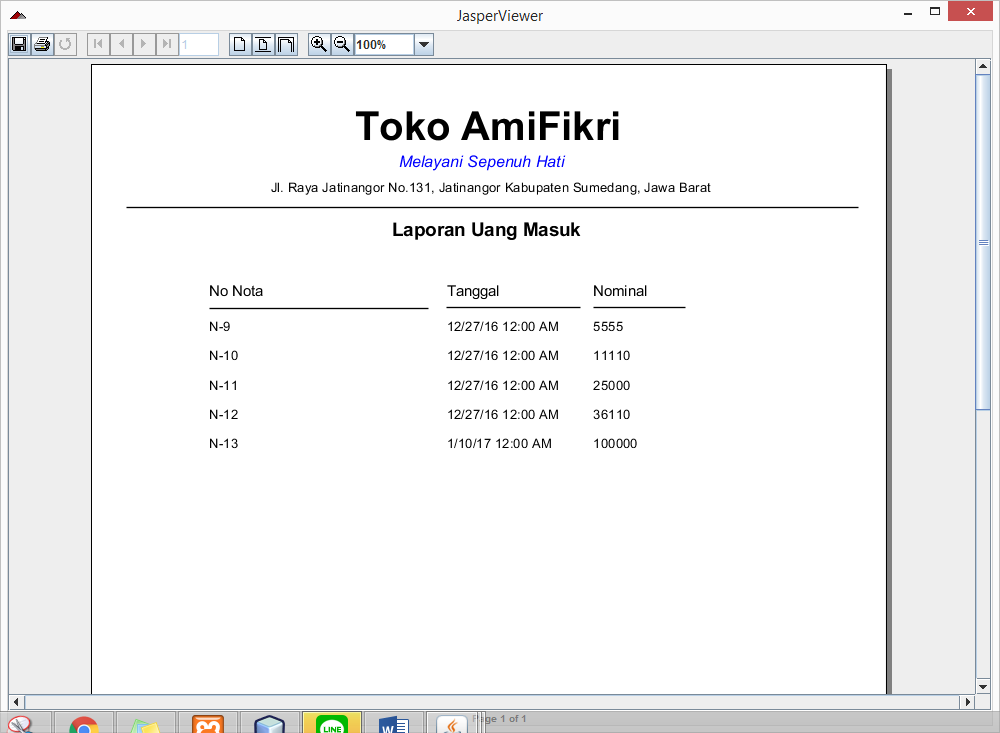 JasperViewer
1
100%
Toko AmiFikri
Melayani Sepenuh Hati
Jl. Raya Jatinangor No.131, Jatinangor Kabupaten Sumedang, Jawa Barat
Laporan Uang Masuk
No Nota Tanggal Nominal
N-9 12/27/16 12:00 AM 5555
N-10 12/27/16 12:00 AM 11110
N-11 12/27/16 12:00 AM 25000
N-12 12/27/16 12:00 AM 36110
N-13 1/10/17 12:00 AM 100000
LINE
W
Page 1 of 1